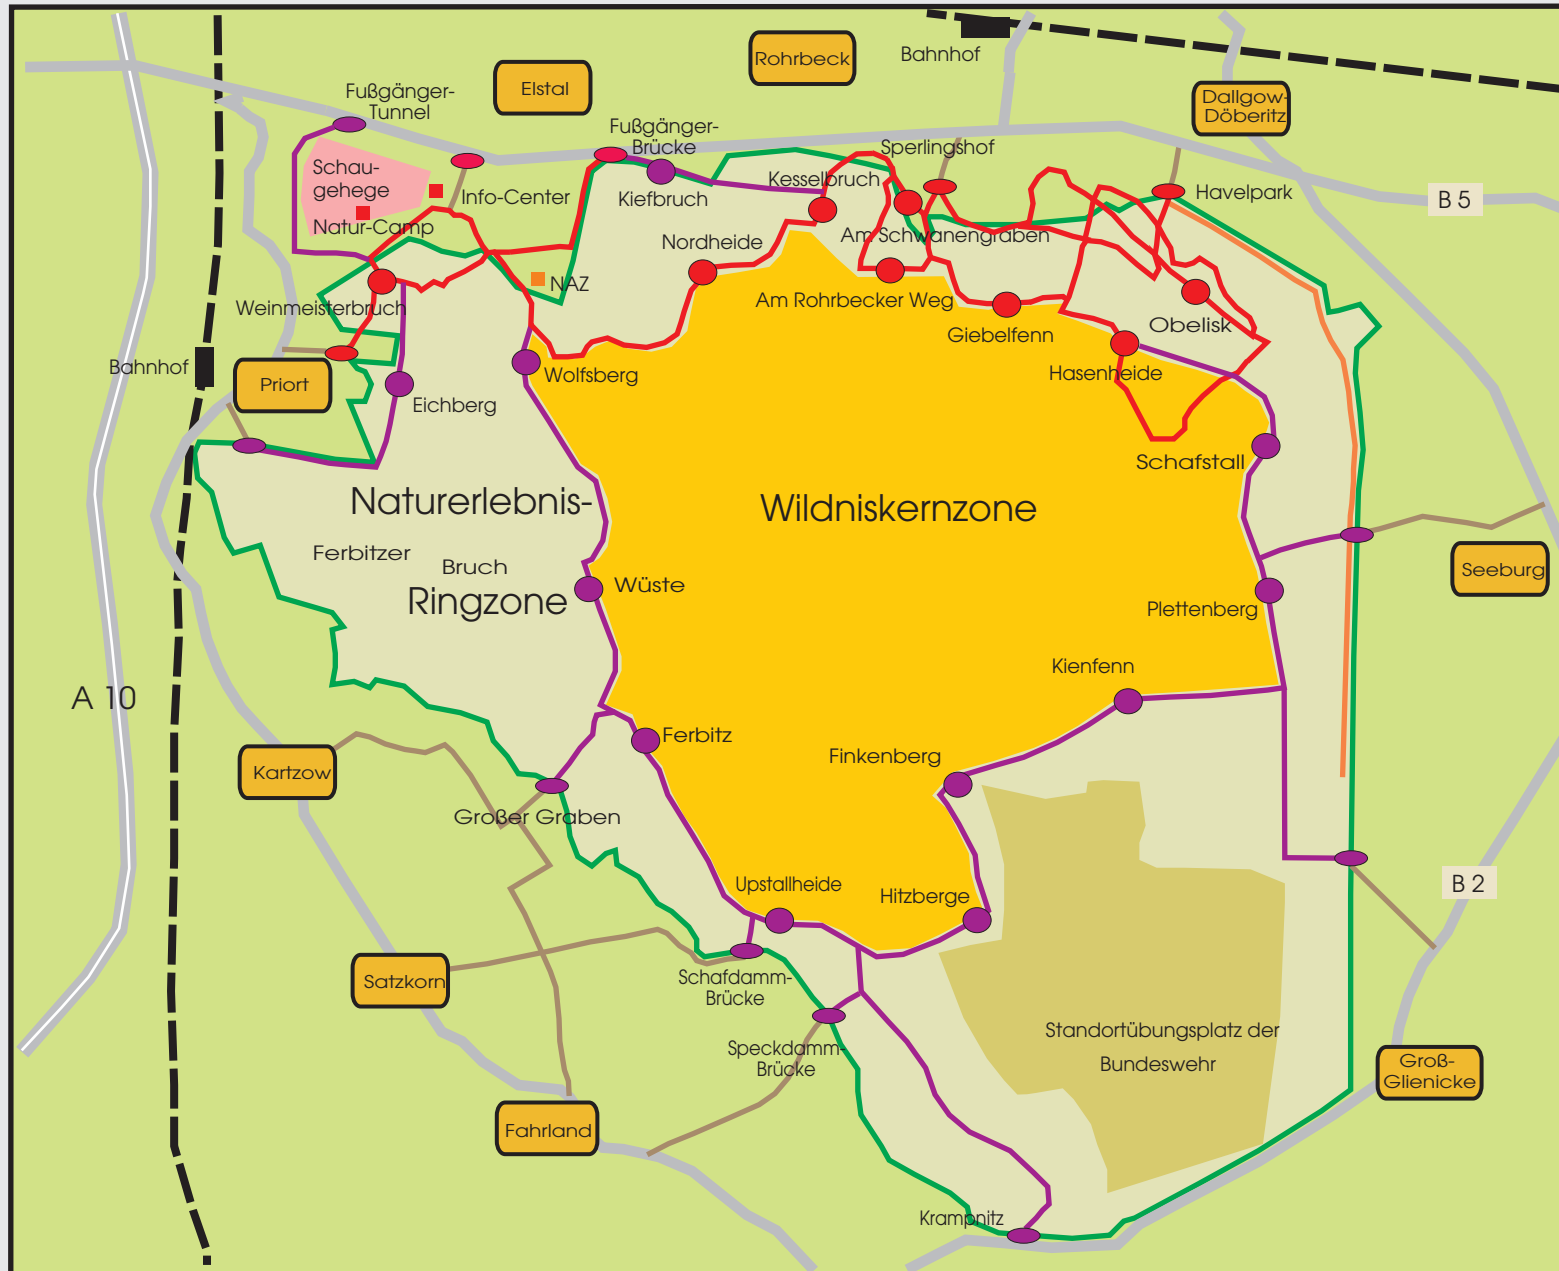 Bahnhof
Rohrbeck
Elstal
Dallgow-
Döberitz
Fußgänger-
Tunnel
Fußgänger-
Brücke
Sperlingshof
Schau-
gehege
Info-Center
Kiefbruch
Kesselbruch
Havelpark
B 5
Natur-Camp
Nordheide
Am Schwanengraben
NAZ
Weinmeisterbruch
Am Rohrbecker Weg
Giebelfenn
Obelisk
Bahnhof
Priort
Wolfsberg
Hasenheide
Eichberg
Schafstall
Naturerlebnis-
Wildniskernzone
Ferbitzer
Bruch
Ringzone
Wüste
Seeburg
Plettenberg
Kienfenn
A 10
Ferbitz
Finkenberg
Kartzow
Großer Graben
Upstallheide
Hitzberge
B 2
Satzkorn
Schafdamm-
Brücke
Speckdamm-
Brücke
Standortübungsplatz der
Bundeswehr
Groß-
Glienicke
Fahrland
Krampnitz